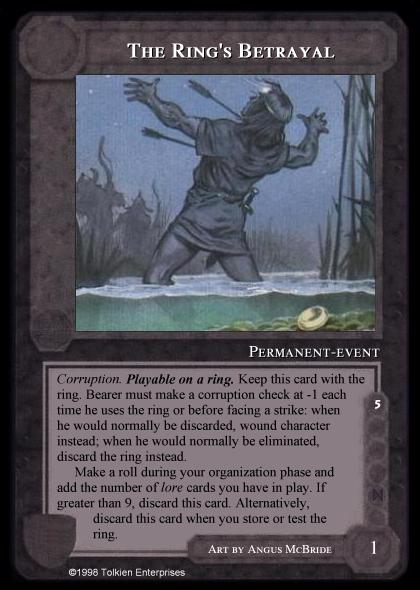 THE RING'S BETRAYAL
PERMANENT-EVENT
Corruption. Playable on a ring. Keep this card with the
ring. Bearer must make a corruption check at -1 each
time he uses the ring or before facing a strike: when
he would normally be discarded, wound character
instead; when he would normally be eliminated,
discard the ring instead.
Make a roll during your organization phase and
add the number of lore cards you have in play. If
greater than 9, discard this card. Alternatively,
discard this card when you store or test the
ring.
5
ART BY ANGUS MCBRIDE
1
©1998 Tolkien Enterprises